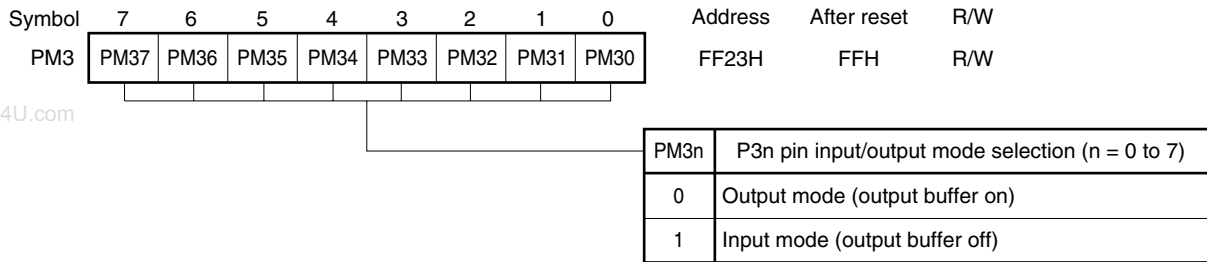 Symbol 7 6 5 4 3 2 1 0 Address After reset R/W
PM3 PM37 PM36 PM35 PM34 PM33 PM32 PM31 PM30 FF23H FFH R/W
4U.com
PM3n P3n pin input/output mode selection (n = 0 to 7)
0 Output mode (output buffer on)
1 Input mode (output buffer off)